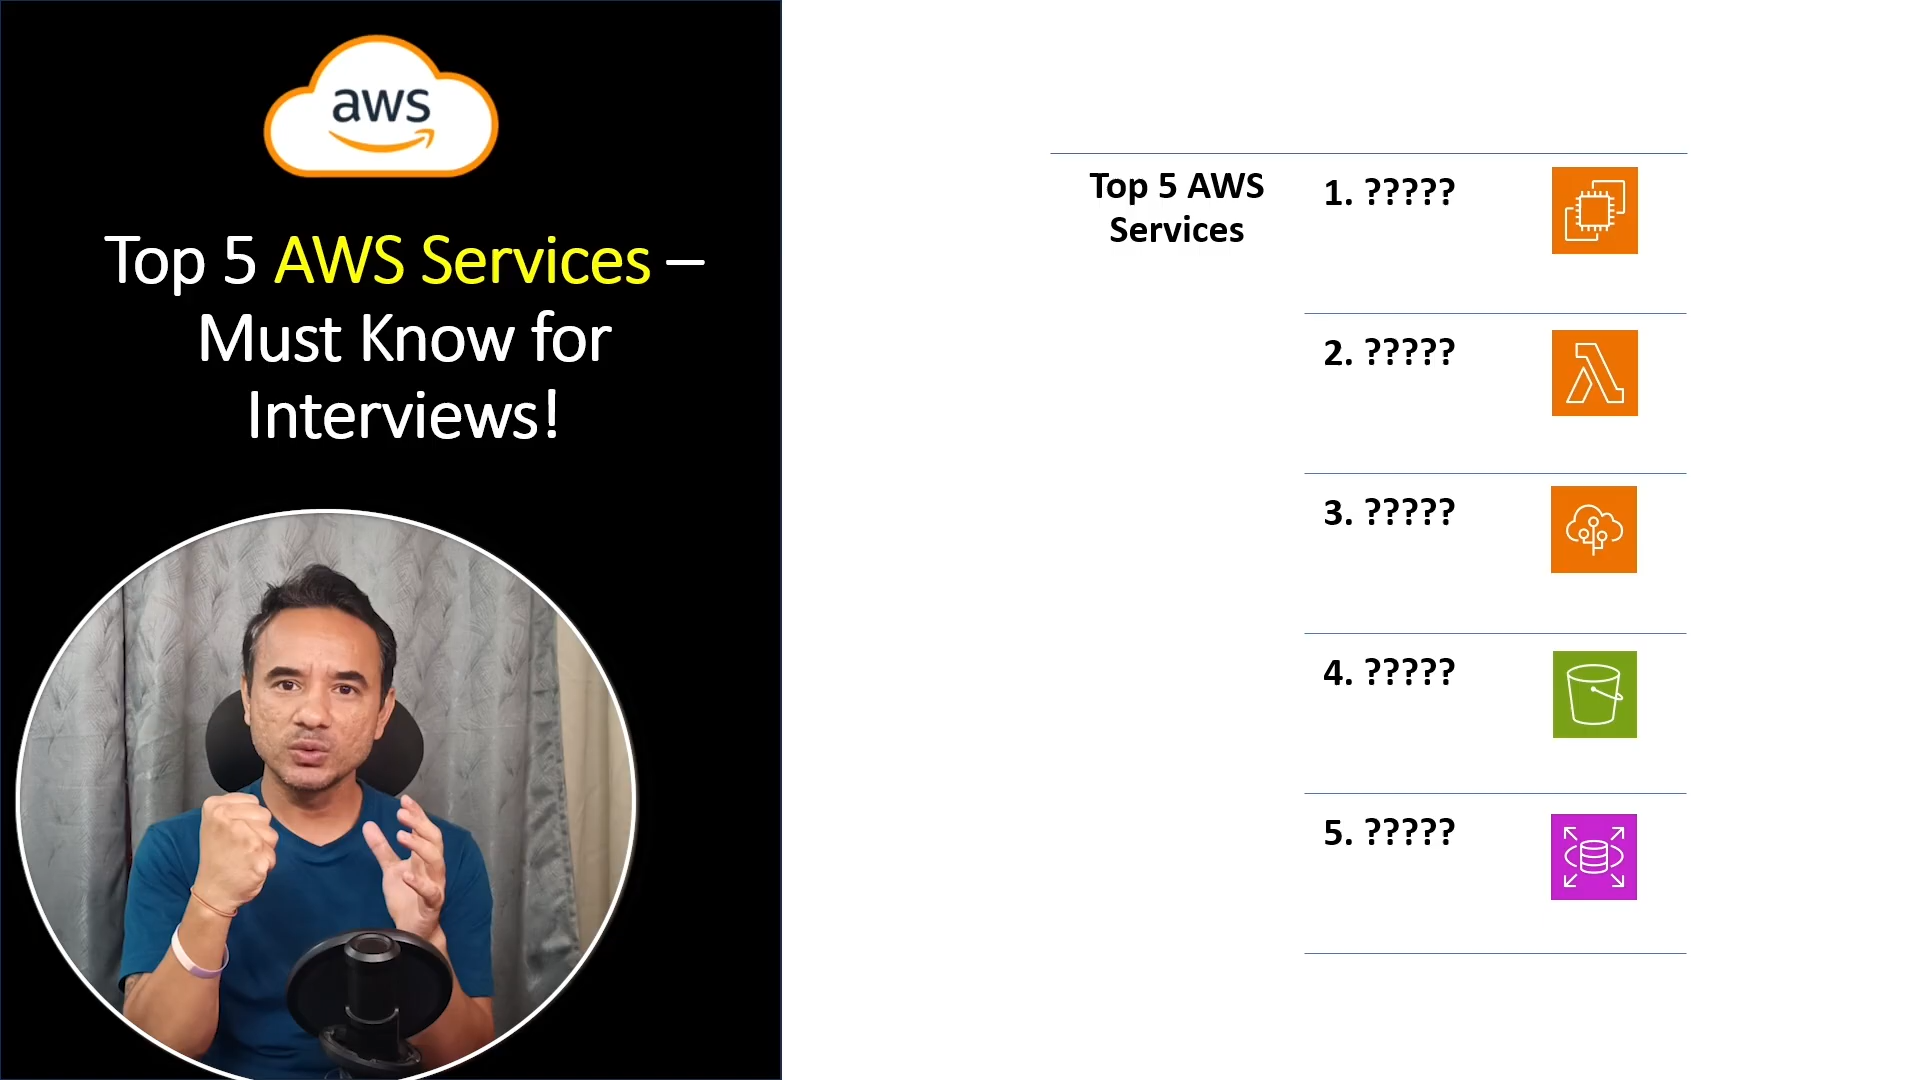 aws
Top 5 AWS Services –
Must Know for
Interviews!
Top 5 AWS
Services
1. ?????
2. ?????
3. ?????
4. ?????
5. ?????